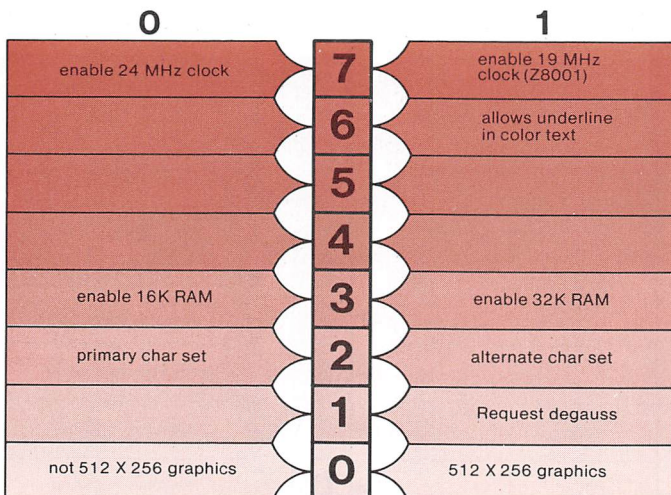 0 1
enable 24 MHz clock 7 enable 19 MHz
clock (Z8001)
6 allows underline
in color text
5
4
enable 16K RAM 3 enable 32K RAM
primary char set 2 alternate char set
1 Request degauss
not 512 X 256 graphics 0 512 X 256 graphics